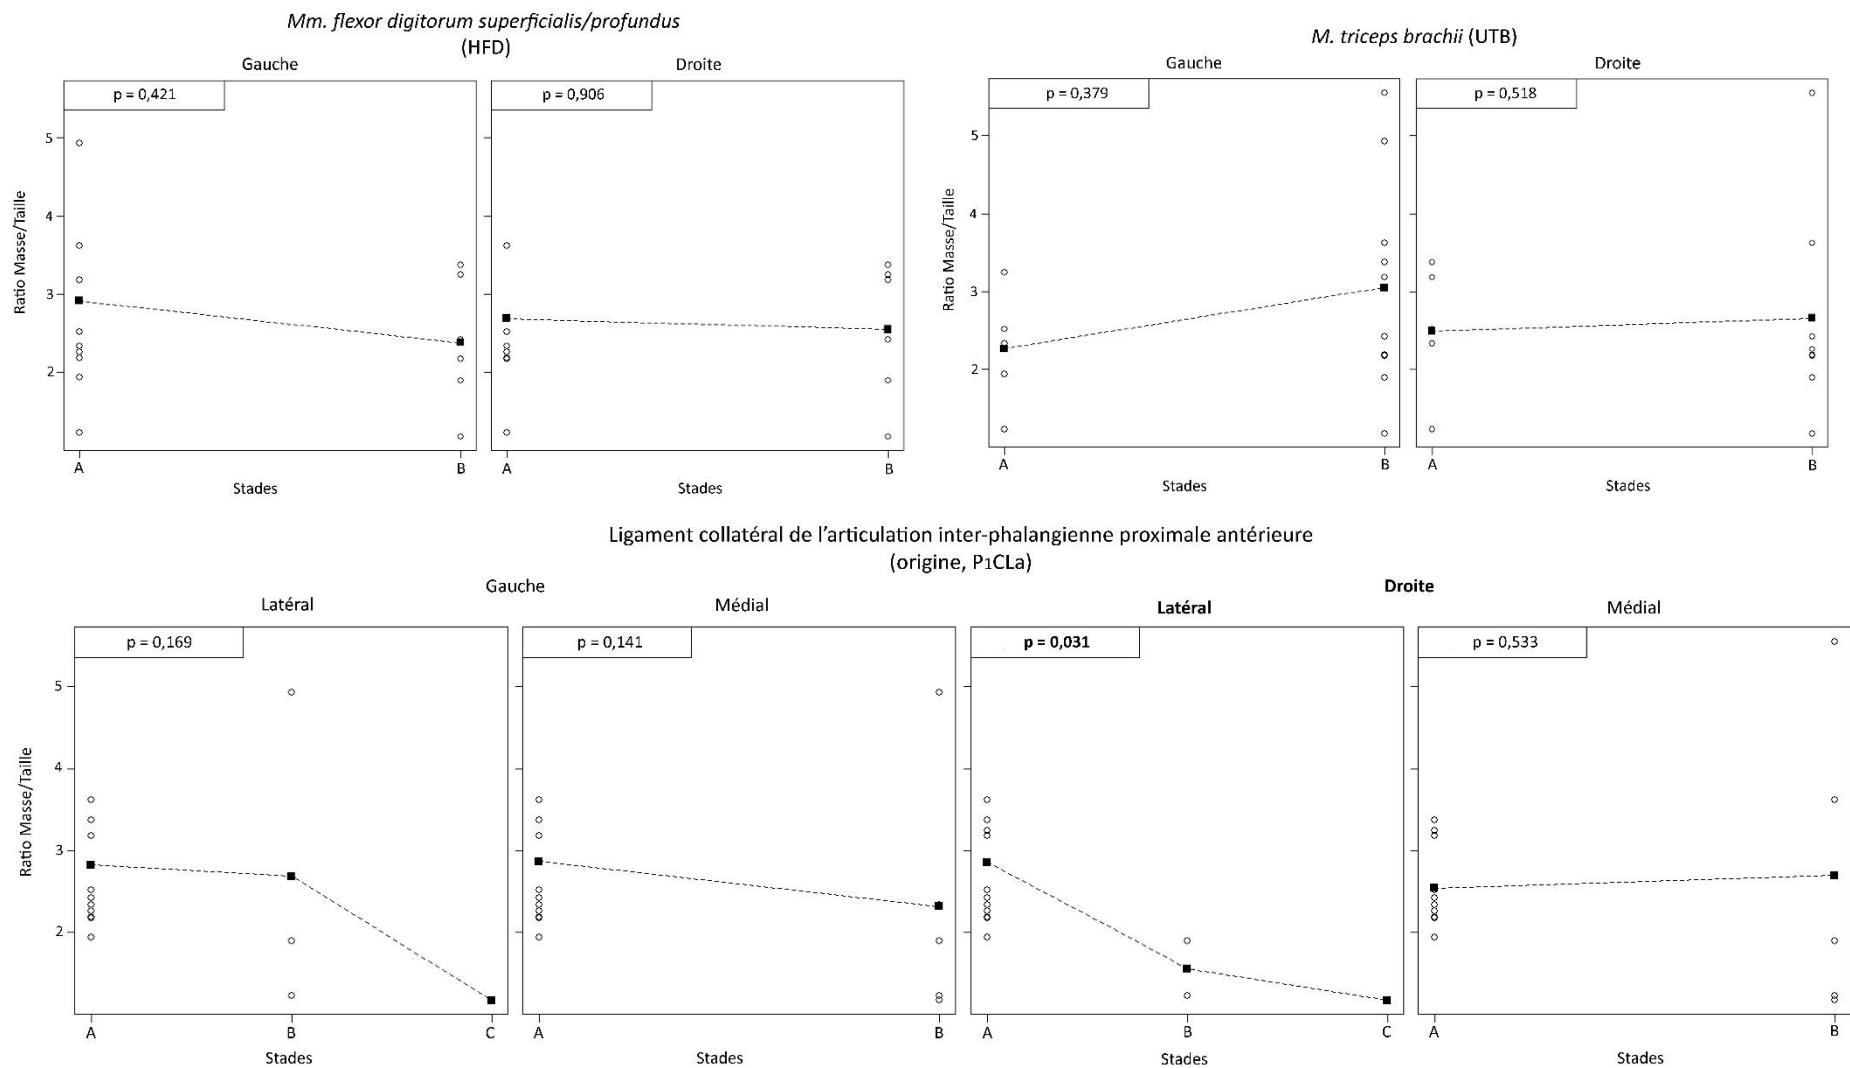 Mm. flexor digitorum superficialis/profundus
(HFD)
Gauche
Droite
p = 0,421
p = 0,906
5
4
3
2
Ratio Masse/Taille
A
B
A
B
Stades
Stades
M. triceps brachii (UTB)
Gauche
Droite
p = 0,379
p = 0,518
5
4
3
2
Ratio Masse/Taille
A
B
A
B
Stades
Stades
Ligament collatéral de l'articulation inter-phalangienne proximale antérieure
(origine, P1CLa)
Gauche
Droite
Latéral
Médial
Latéral
Médial
p = 0,169
p = 0,141
p = 0,031
p = 0,533
5
4
3
2
Ratio Masse/Taille
A
B
C
A
B
A
B
C
A
B
Stades
Stades
Stades
Stades